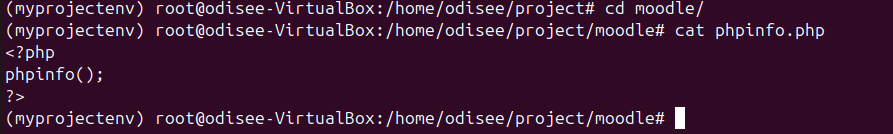 (myprojectenv) root@odisee-VirtualBox:/home/odisee/project# cd moodle/
(myprojectenv) root@odisee-VirtualBox:/home/odisee/project/moodle# cat phpinfo.php
<?php
phpinfo();
?>
(myprojectenv) root@odisee-VirtualBox:/home/odisee/project/moodle#